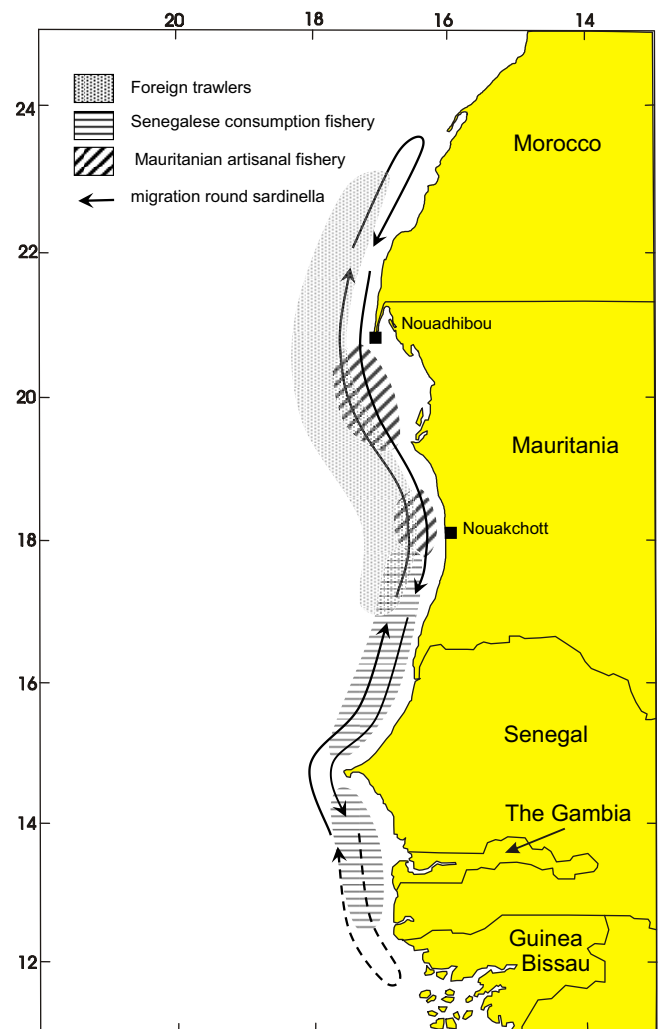 20
18
16
14
Foreign trawlers
Senegalese consumption fishery
Mauritanian artisanal fishery
migration round sardinella
24
Morocco
22
Nouadhibou
20
Mauritania
Nouakchott
18
16
Senegal
The Gambia
14
Guinea
Bissau
12